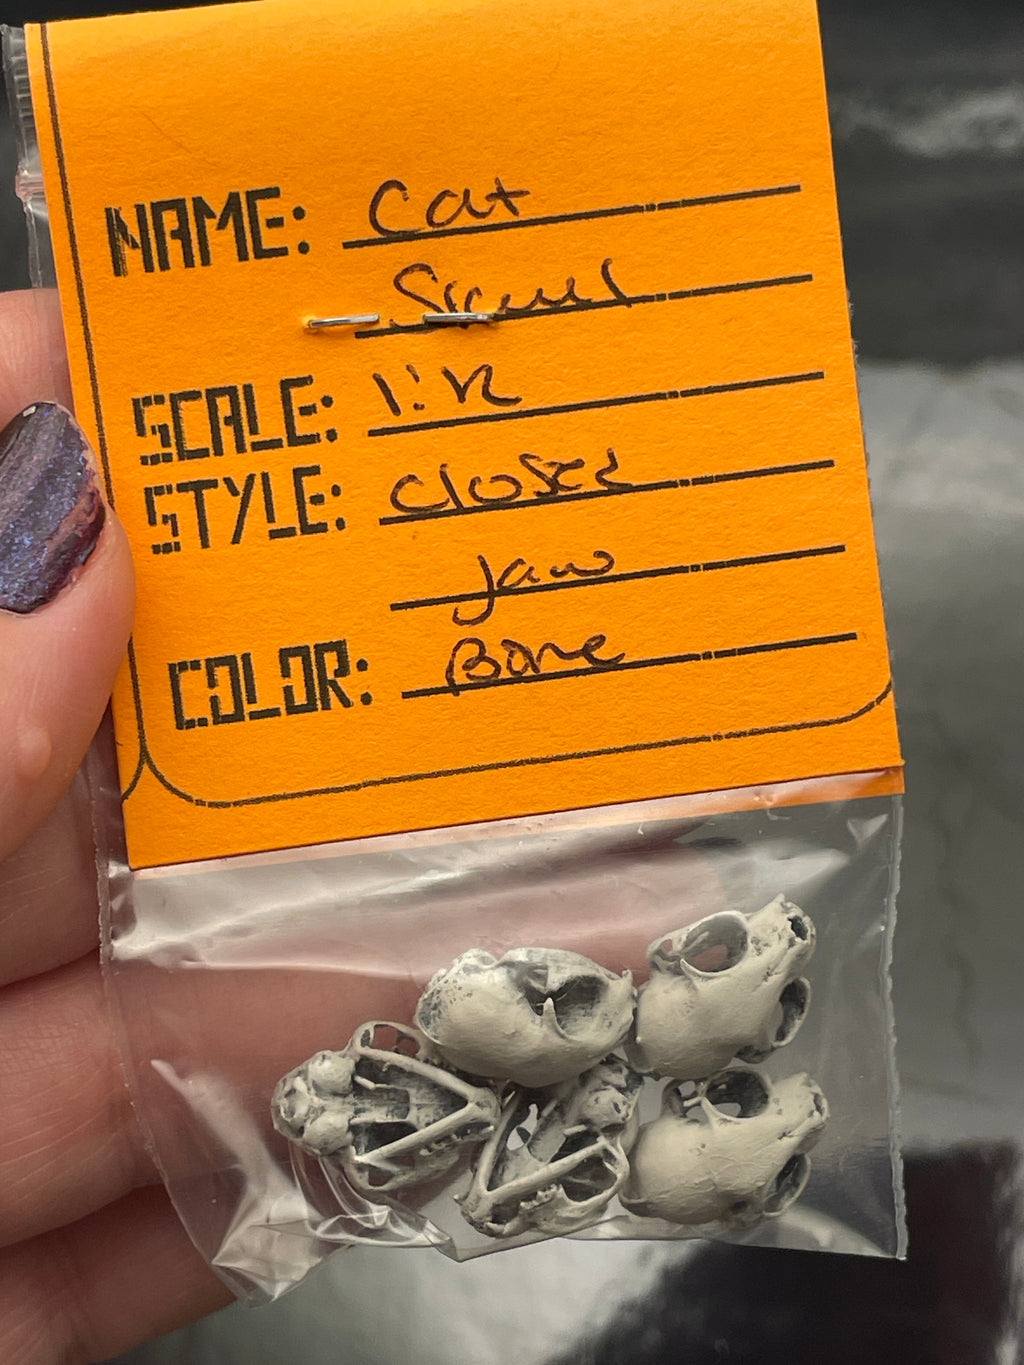 NAME: Cat
Skull
SCALE: 1:12
STYLE: Closed
Jaw
COLOR: Bone